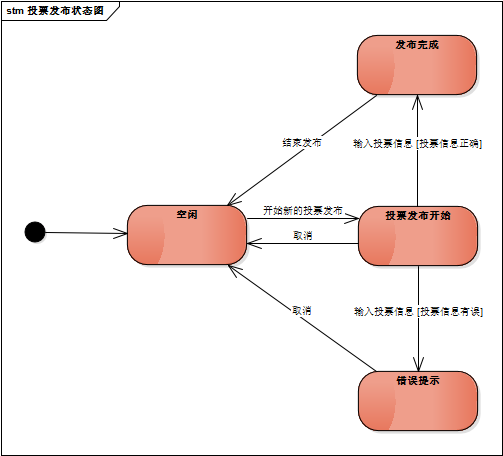 stm 投票发布状态图
发布完成
结束发布
输入投票信息 [投票信息正确]
空闲
开始新的投票发布
投票发布开始
取消
取消
输入投票信息 [投票信息有误]
错误提示